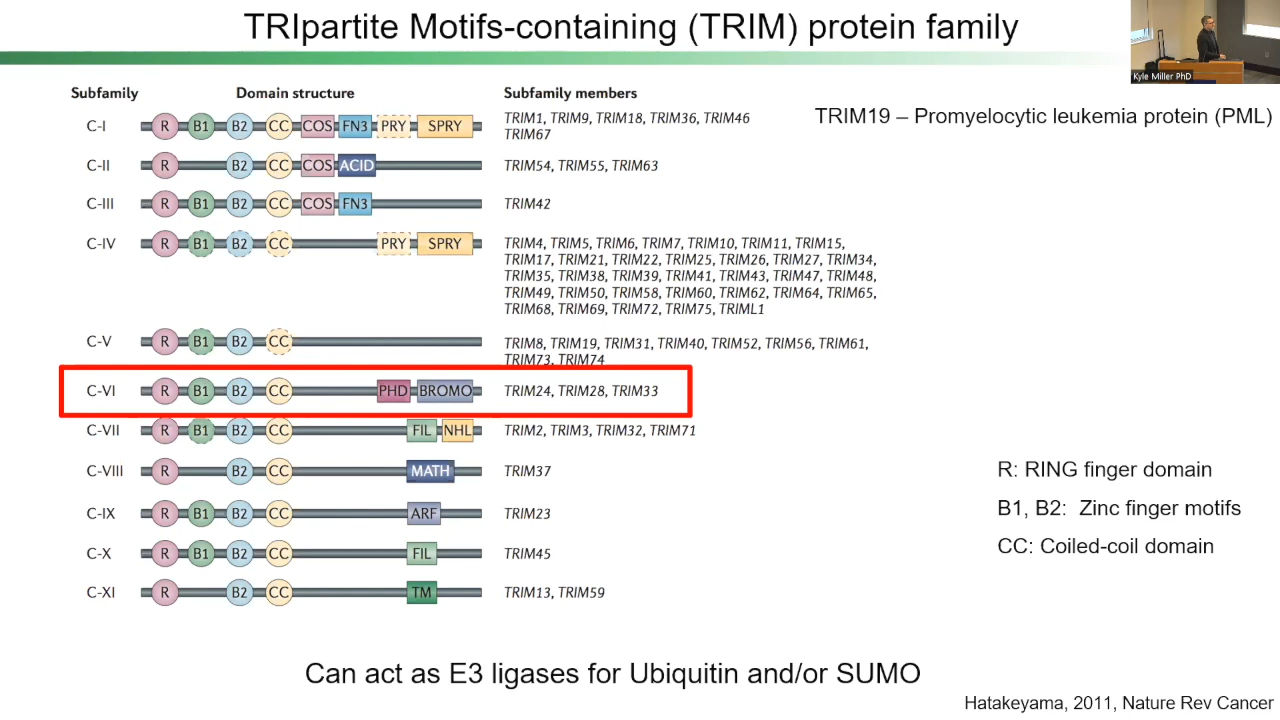 TRIpartite Motifs-containing (TRIM) protein family
Kyle Miller PhD
TRIM19 – Promyelocytic leukemia protein (PML)
Subfamily Domain structure Subfamily members
C-I R B1 B2 CC COS FN3 PRY SPRY TRIM1, TRIM9, TRIM18, TRIM36, TRIM46
TRIM67
C-II R B2 CC COS ACID TRIM54, TRIM55, TRIM63
C-III R B1 B2 CC COS FN3 TRIM42
C-IV R B1 B2 CC PRY SPRY TRIM4, TRIM5, TRIM6, TRIM7, TRIM10, TRIM11, TRIM15,
TRIM17, TRIM21, TRIM22, TRIM25, TRIM26, TRIM27, TRIM34,
TRIM35, TRIM38, TRIM39, TRIM41, TRIM43, TRIM47, TRIM48,
TRIM49, TRIM50, TRIM58, TRIM60, TRIM62, TRIM64, TRIM65,
TRIM68, TRIM69, TRIM72, TRIM75, TRIML1
C-V R B1 B2 CC TRIM8, TRIM19, TRIM31, TRIM40, TRIM52, TRIM56, TRIM61,
TRIM73, TRIM74
C-VI R B1 B2 CC PHD BROMO TRIM24, TRIM28, TRIM33
C-VII R B1 B2 CC FIL NHL TRIM2, TRIM3, TRIM32, TRIM71
C-VIII R B2 CC MATH TRIM37
C-IX R B1 B2 CC ARF TRIM23
C-X R B1 B2 CC FIL TRIM45
C-XI R B2 CC TM TRIM13, TRIM59
R: RING finger domain
B1, B2: Zinc finger motifs
CC: Coiled-coil domain
Can act as E3 ligases for Ubiquitin and/or SUMO
Hatakeyama, 2011, Nature Rev Cancer